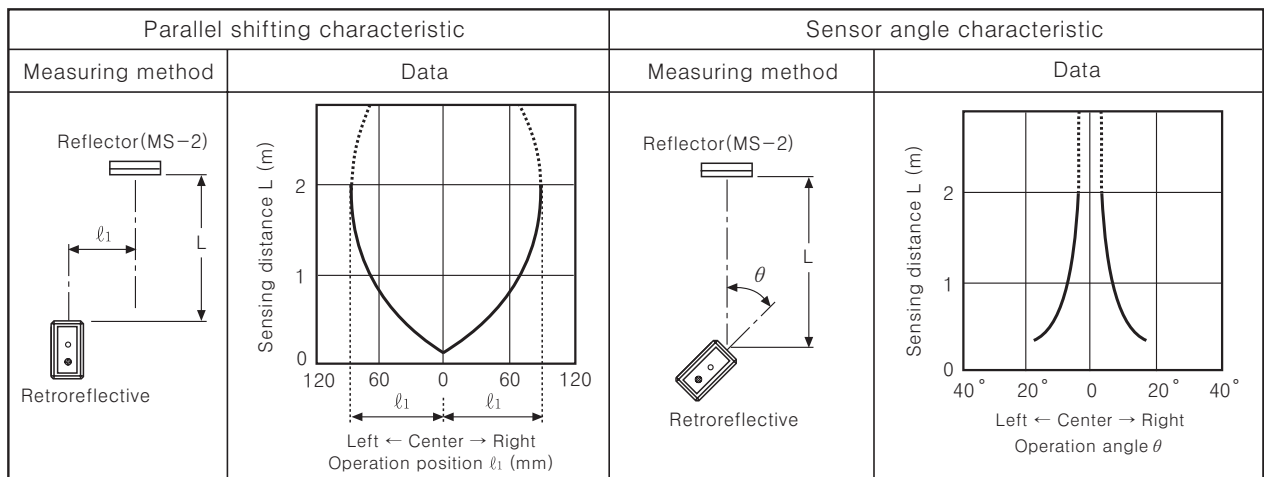 Parallel shifting characteristic
Sensor angle characteristic
Measuring method
Data
Measuring method
Data
Reflector(MS-2)
ℓ1
L
Retroreflective
Sensing distance L (m)
2
1
0
120 60 0 60 120
ℓ1 ℓ1
Left ← Center → Right
Operation position ℓ1 (mm)
Reflector(MS-2)
L
θ
Retroreflective
Sensing distance L (m)
2
1
0
40° 20° 0 20° 40°
Left ← Center → Right
Operation angle θ